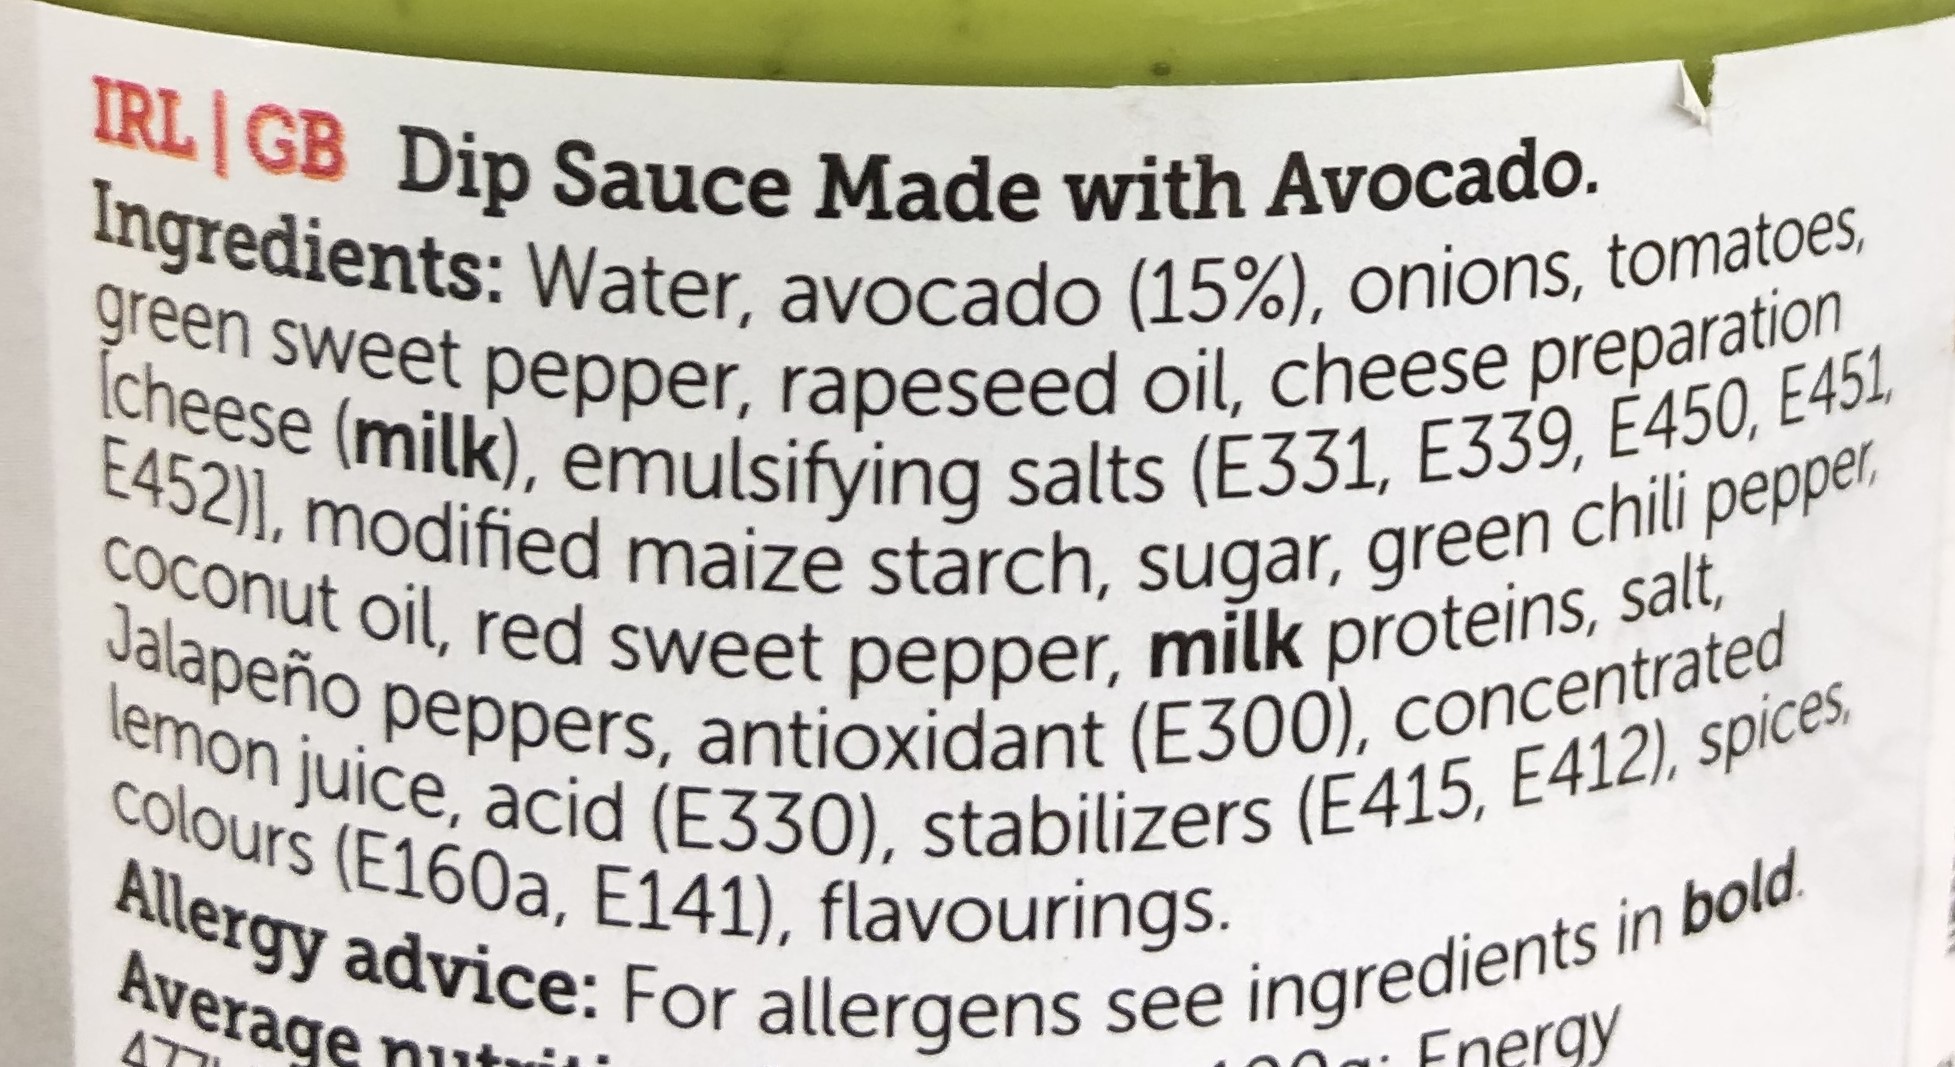 IRL | GB Dip Sauce Made with Avocado.
Ingredients: Water, avocado (15%), onions, tomatoes,
green sweet pepper, rapeseed oil, cheese preparation
[cheese (milk), emulsifying salts (E331, E339, E450, E451,
E452)], modified maize starch, sugar, green chili pepper,
coconut oil, red sweet pepper, milk proteins, salt,
Jalapeño peppers, antioxidant (E300), concentrated
lemon juice, acid (E330), stabilizers (E415, E412), spices,
colours (E160a, E141), flavourings.
Allergy advice: For allergens see ingredients in bold.
Average 100g: Energy